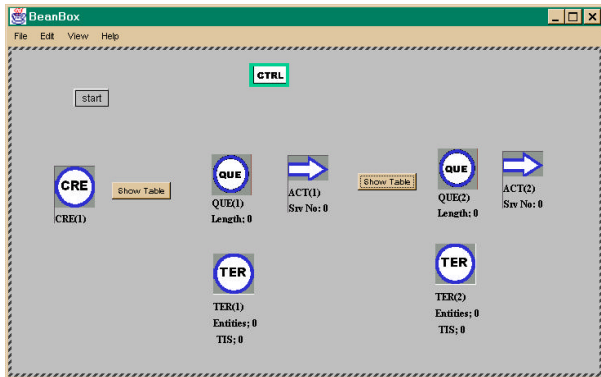 BeanBox
File Edit View Help
CTRL
start
CRE
CRE(1)
Show Table
QUE
QUE(1)
Length; 0
ACT(1)
Srv No: 0
Show Table
QUE
QUE(2)
Length; 0
ACT(2)
Srv No: 0
TER
TER(1)
Entities; 0
TIS; 0
TER
TER(2)
Entities; 0
TIS; 0